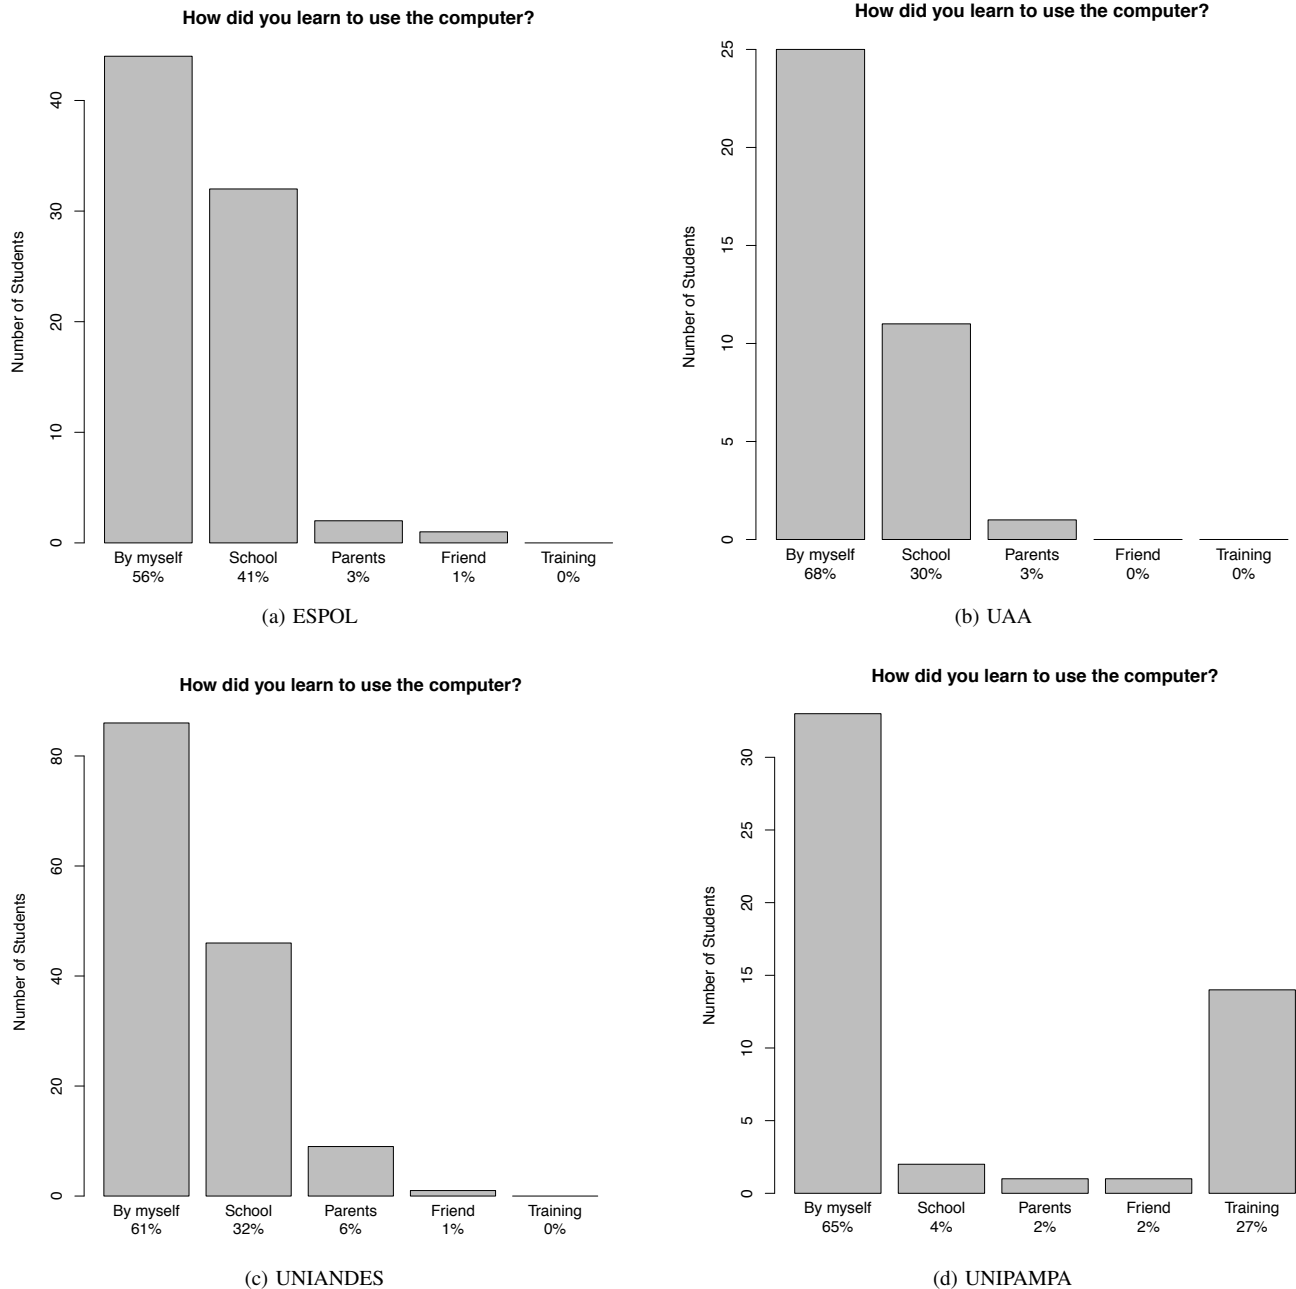 How did you learn to use the computer?
Number of Students
40
30
20
10
0
By myself School Parents Friend Training
56% 41% 3% 1% 0%
(a) ESPOL
How did you learn to use the computer?
Number of Students
25
20
15
10
5
0
By myself School Parents Friend Training
68% 30% 3% 0% 0%
(b) UAA
How did you learn to use the computer?
Number of Students
80
60
40
20
0
By myself School Parents Friend Training
61% 32% 6% 1% 0%
(c) UNIANDES
How did you learn to use the computer?
Number of Students
30
25
20
15
10
5
0
By myself School Parents Friend Training
65% 4% 2% 2% 27%
(d) UNIPAMPA